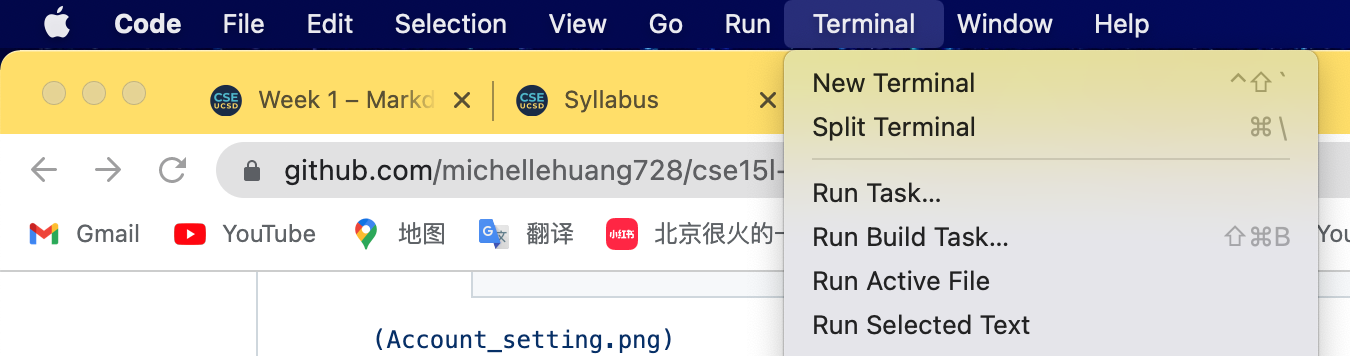 Code File Edit Selection View Go Run Terminal Window Help
CSE UCSD Week 1 – Markd CSE UCSD Syllabus
New Terminal ^⇧`
Split Terminal ⌘\
github.com/michellehuang728/cse15l-
Run Task...
Gmail YouTube 地图 翻译 小红书 北京很火的一
Run Build Task... ⇧⌘B
You
Run Active File
Run Selected Text
(Account_setting.png)